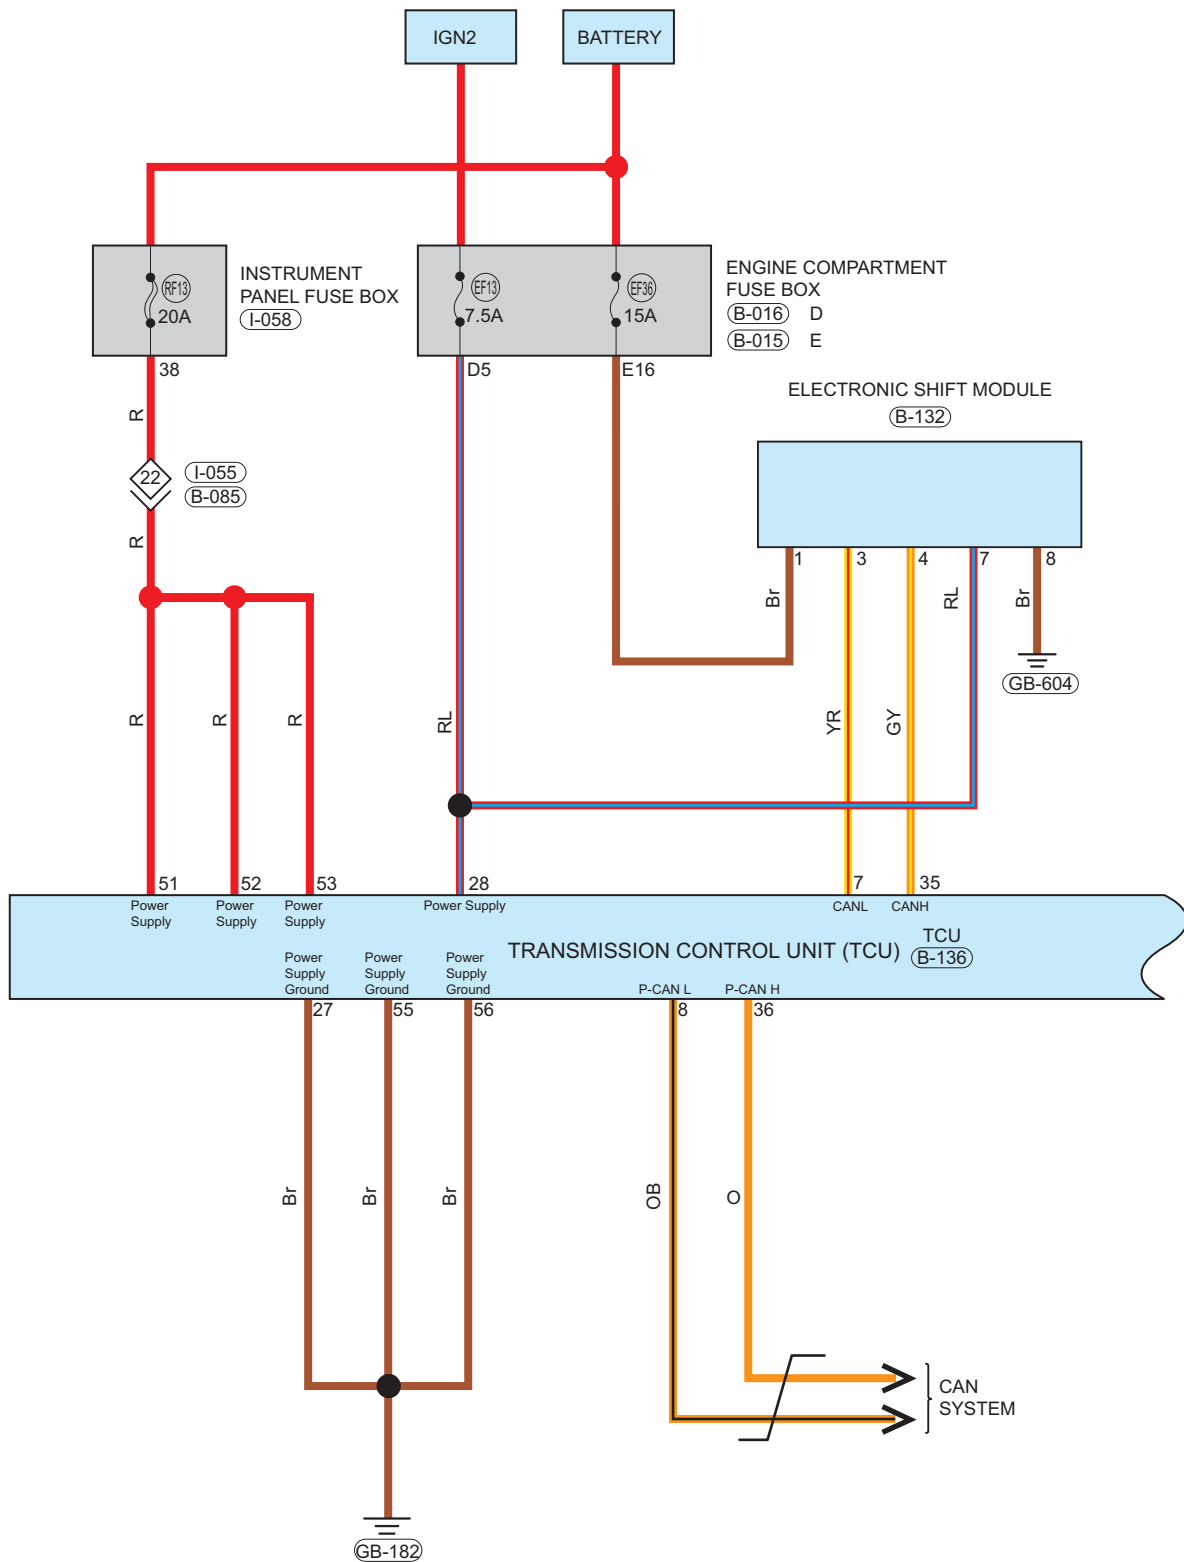 IGN2
BATTERY
RF13
20A
INSTRUMENT
PANEL FUSE BOX
I-058
EF13
7.5A
EF36
15A
ENGINE COMPARTMENT
FUSE BOX
B-016 D
B-015 E
38
D5
E16
ELECTRONIC SHIFT MODULE
B-132
R
22
I-055
B-085
R
1
3
4
7
8
Br
RL
Br
GB-604
R
R
R
RL
YR
GY
51
52
53
28
7
35
Power
Supply
Power
Supply
Power
Supply
Power Supply
CANL
CANH
TRANSMISSION CONTROL UNIT (TCU)
TCU
B-136
Power
Supply
Ground
Power
Supply
Ground
Power
Supply
Ground
P-CAN L
P-CAN H
27
55
56
8
36
Br
Br
Br
OB
O
CAN
SYSTEM
GB-182